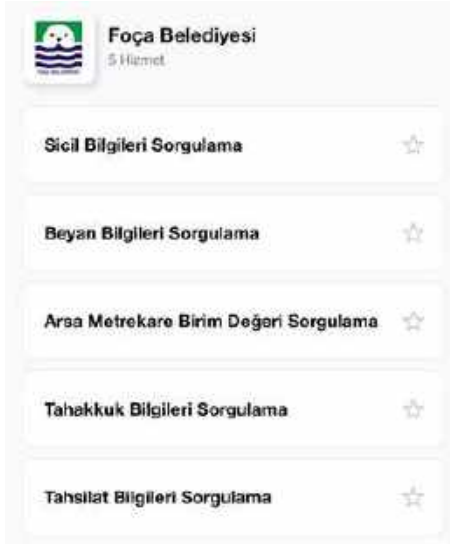 Foça Belediyesi
5 Hizmet
Sicil Bilgileri Sorgulama
Beyan Bilgileri Sorgulama
Arsa Metrekare Birim Değeri Sorgulama
Tahakkuk Bilgileri Sorgulama
Tahsilat Bilgileri Sorgulama